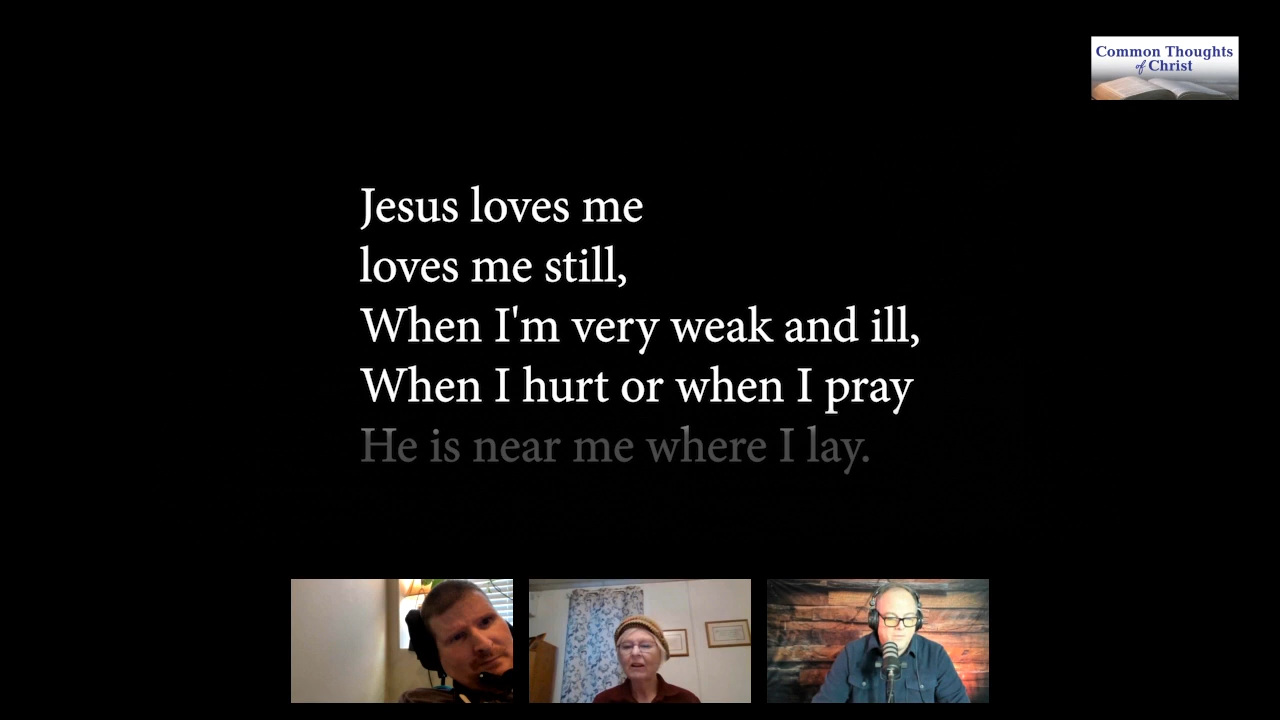 Common Thoughts
of Christ
Jesus loves me
loves me still,
When I'm very weak and ill,
When I hurt or when I pray
He is near me where I lay.